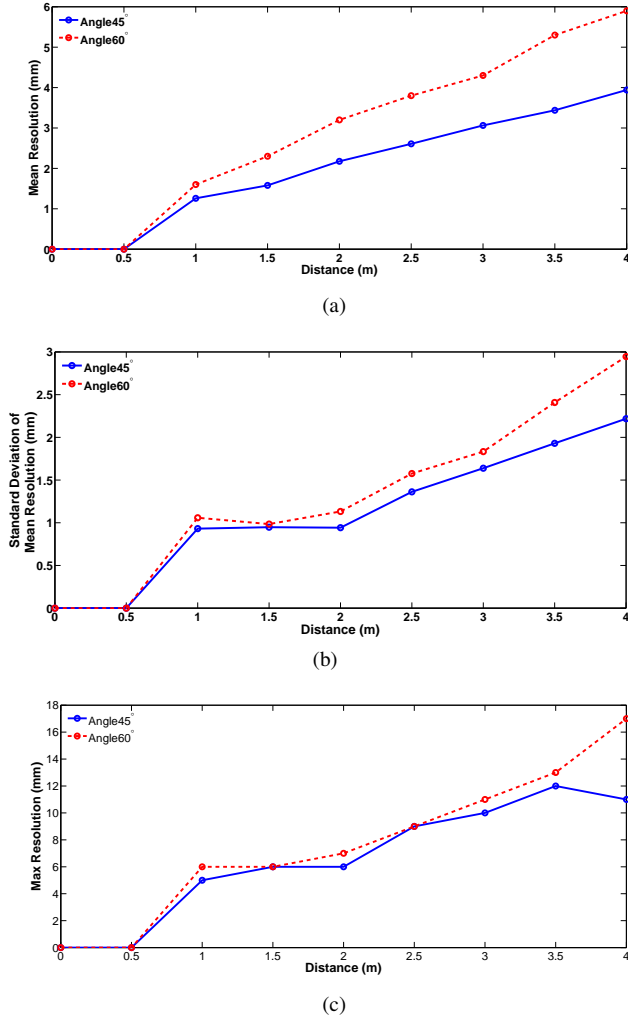 6
5
4
3
2
1
0
Mean Resolution (mm)
Angle45°
Angle60°
0 0.5 1 1.5 2 2.5 3 3.5 4
Distance (m)
(a)
3
2.5
2
1.5
1
0.5
0
Standard Deviation of
Mean Resolution (mm)
Angle45°
Angle60°
0 0.5 1 1.5 2 2.5 3 3.5 4
Distance (m)
(b)
18
16
14
12
10
8
6
4
2
0
Max Resolution (mm)
Angle45°
Angle60°
0 0.5 1 1.5 2 2.5 3 3.5 4
Distance (m)
(c)